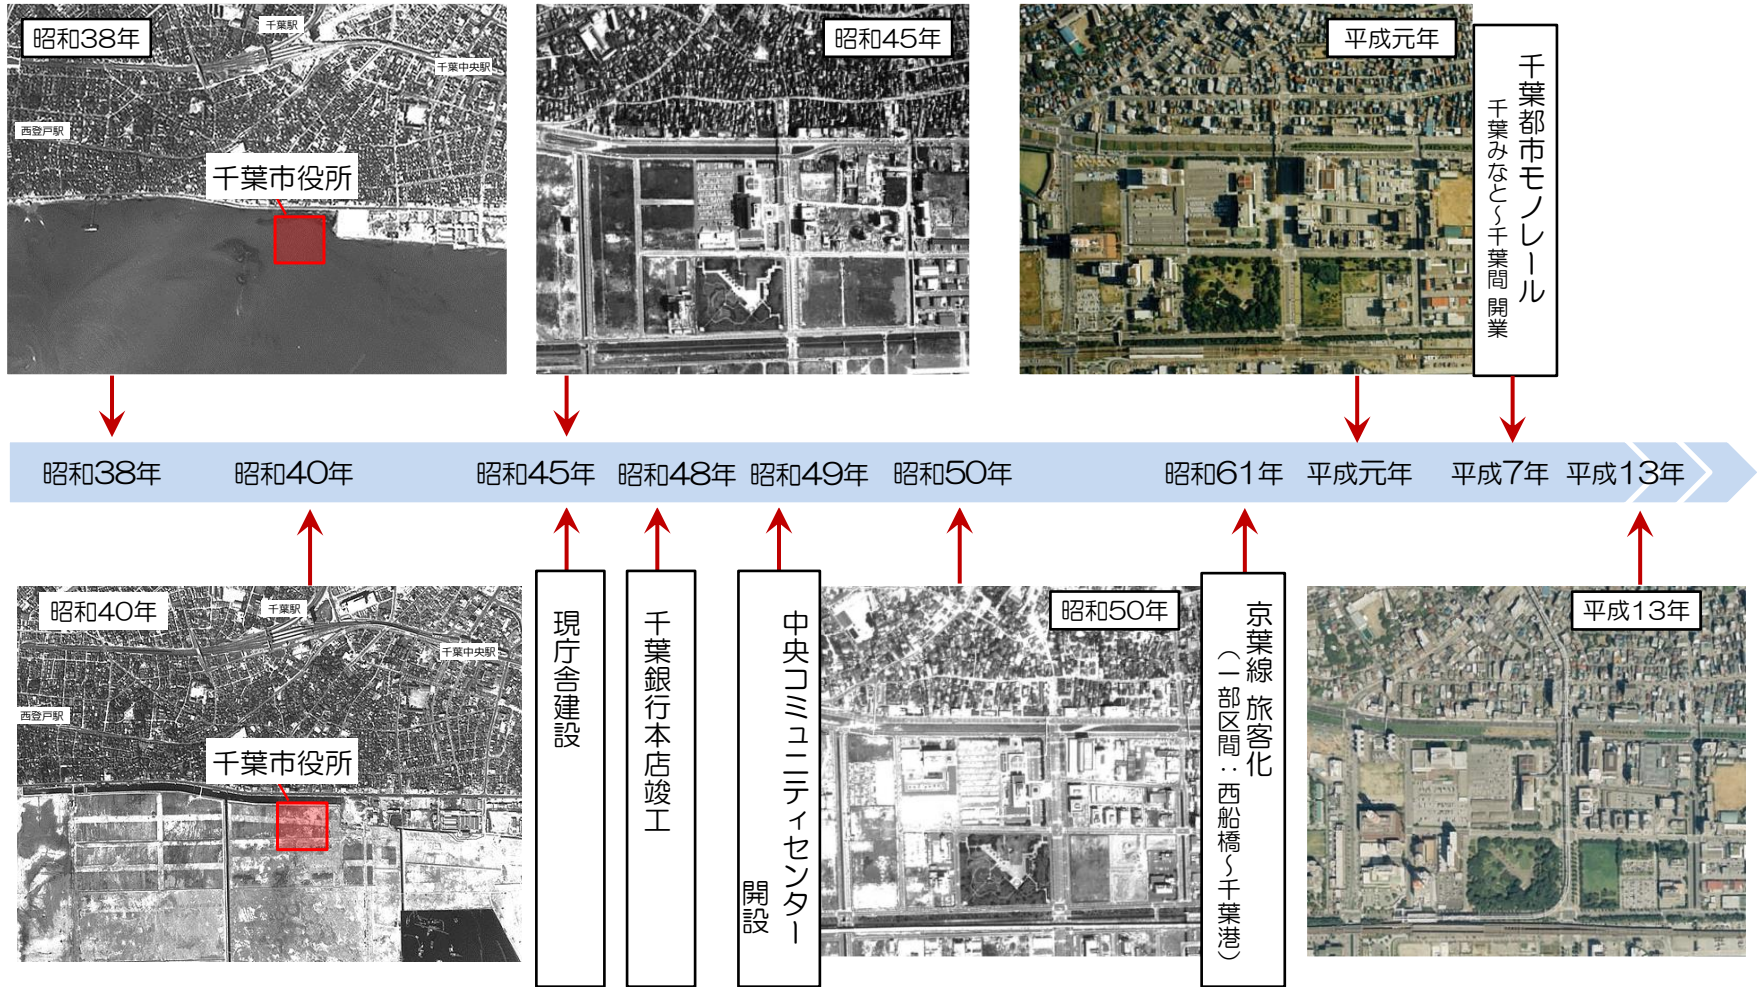 昭和38年
千葉駅
千葉中央駅
西登戸駅
千葉市役所
昭和45年
平成元年
千葉都市モノレール
千葉みなと～千葉間 開業
昭和38年
昭和40年
昭和45年
昭和48年
昭和49年
昭和50年
昭和61年
平成元年
平成7年
平成13年
昭和40年
千葉駅
千葉中央駅
西登戸駅
千葉市役所
現庁舎建設
千葉銀行本店竣工
中央コミュニティセンター
開設
昭和50年
京葉線 旅客化
（一部区間：西船橋～千葉港）
平成13年